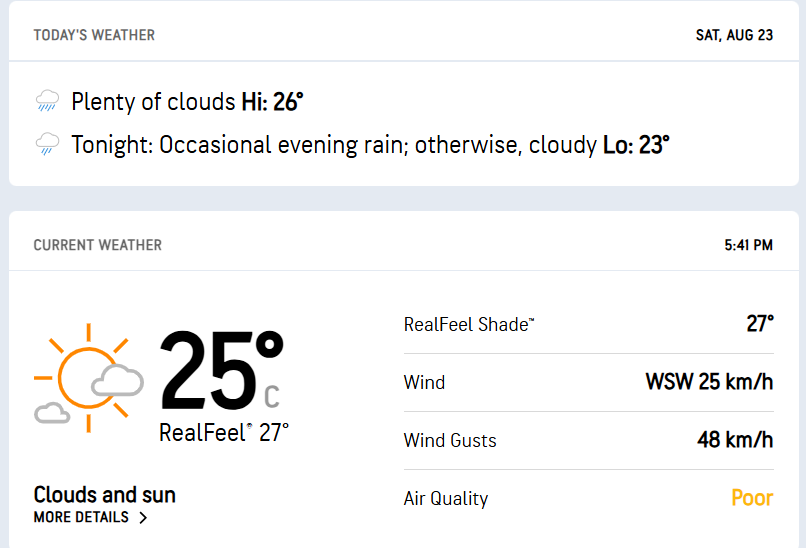 TODAY'S WEATHER SAT, AUG 23
Plenty of clouds Hi: 26°
Tonight: Occasional evening rain; otherwise, cloudy Lo: 23°
CURRENT WEATHER 5:41 PM
25° C
RealFeel® 27°
Clouds and sun
MORE DETAILS >
RealFeel Shade™ 27°
Wind WSW 25 km/h
Wind Gusts 48 km/h
Air Quality Poor